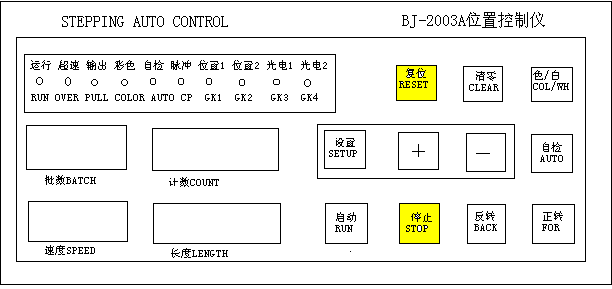 STEPPING AUTO CONTROL
BJ-2003A位置控制仪
运行 超速 输出 彩色 自检 脉冲 位置1 位置2 光电1 光电2
RUN OVER PULL COLOR AUTO CP GK1 GK2 GK3 GK4
复位
RESET
清零
CLEAR
色/白
COL/WH
批数BATCH
计数COUNT
设置
SETUP
+
—
自检
AUTO
速度SPEED
长度LENGTH
启动
RUN
停止
STOP
反转
BACK
正转
FOR